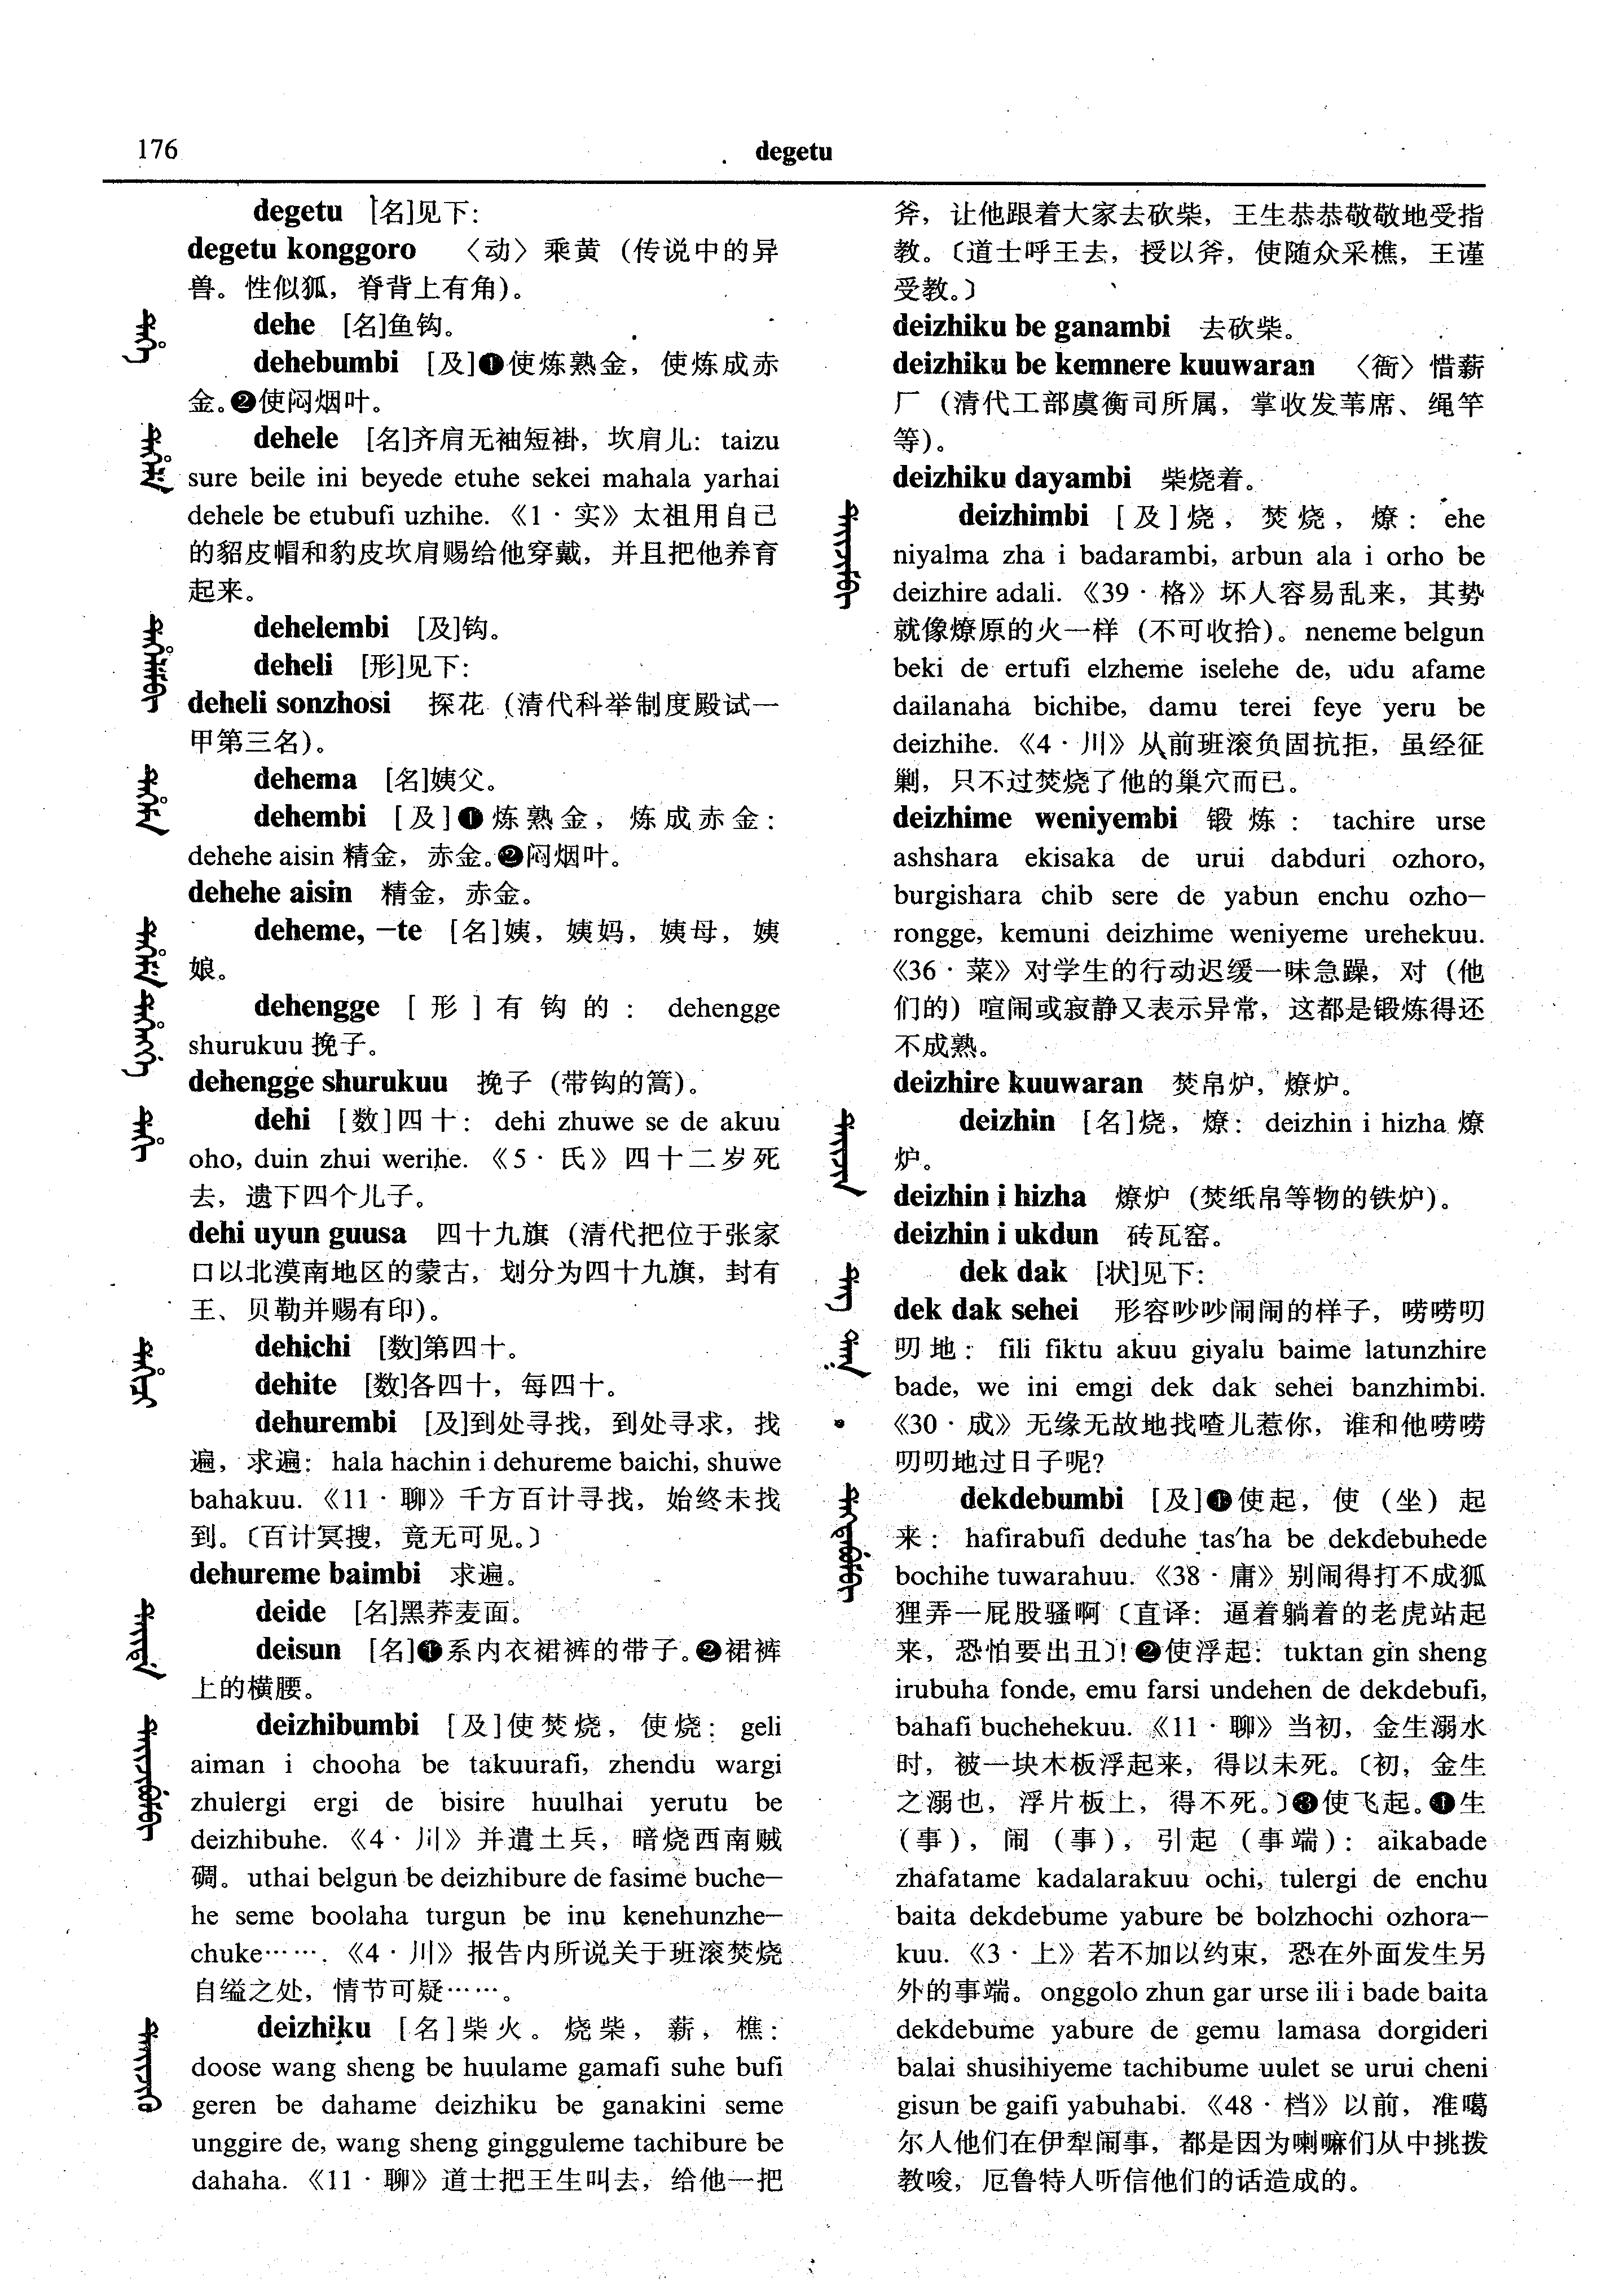 176
degetu
degetu [名]见下:
degetu konggoro 〈动〉乘黄 (传说中的异
兽。性似狐，脊背上有角)。
dehe [名]鱼钩。
dehebumbi [及]❶使炼熟金，使炼成赤
金。❷使闷烟叶。
dehele [名]齐肩无袖短褂，坎肩儿: taizu
sure beile ini beyede etuhe sekei mahala yarhai
dehele be etubufi uzhihe. 《1·实》太祖用自己
的貂皮帽和豹皮坎肩赐给他穿戴，并且把他养育
起来。
dehelembi [及]钩。
deheli [形]见下:
deheli sonzhosi 探花 (清代科举制度殿试一
甲第三名)。
dehema [名]姨父。
dehembi [及]❶炼熟金，炼成赤金:
dehehe aisin 精金，赤金。❷闷烟叶。
dehehe aisin 精金，赤金。
deheme, —te [名]姨，姨妈，姨母，姨
娘。
dehengge [形]有钩的: dehengge
shurukuu 挽子。
dehengge shurukuu 挽子 (带钩的篙)。
dehi [数]四十: dehi zhuwe se de akuu
oho, duin zhui werihe. 《5·氏》四十二岁死
去，遗下四个儿子。
dehi uyun guusa 四十九旗 (清代把位于张家
口以北漠南地区的蒙古，划分为四十九旗，封有
王、贝勒并赐有印)。
dehichi [数]第四十。
dehite [数]各四十，每四十。
dehurembi [及]到处寻找，到处寻求，找
遍，求遍: hala hachin i dehureme baichi, shuwe
bahakuu. 《11·聊》千方百计寻找，始终未找
到。〔百计冥搜，竟无可见。〕
dehureme baimbi 求遍。
deide [名]黑荞麦面。
deisun [名]❶系内衣裙裤的带子。❷裙裤
上的横腰。
deizhibumbi [及]使焚烧，使烧: geli
aiman i chooha be takuurafi, zhendu wargi
zhulergi ergi de bisire huulhai yerutu be
deizhibuhe. 《4·川》并遣土兵，暗烧西南贼
碉。uthai belgun be deizhibure de fasime buche—
he seme boolaha turgun be inu kenehunzhe—
chuke……. 《4·川》报告内所说关于班滚焚烧
自缢之处，情节可疑……。
deizhiku [名]柴火。烧柴，薪，樵:
doose wang sheng be huulame gamafi suhe bufi
geren be dahame deizhiku be ganakini seme
unggire de, wang sheng gingguleme tachibure be
dahaha. 《11·聊》道士把王生叫去，给他一把
斧，让他跟着大家去砍柴，王生恭恭敬敬地受指
教。〔道士呼王去，授以斧，使随众采樵，王谨
受教。〕
deizhiku be ganambi 去砍柴。
deizhiku be kemnere kuuwaran 〈衙〉惜薪
厂 (清代工部虞衡司所属，掌收发苇席、绳竿
等)。
deizhiku dayambi 柴烧着。
deizhimbi [及]烧，焚烧，燎: ehe
niyalma zha i badarambi, arbun ala i orho be
deizhire adali. 《39·格》坏人容易乱来，其势
就像燎原的火一样 (不可收拾)。neneme belgun
beki de ertufi elzheme iselehe de, udu afame
dailanaha bichibe, damu terei feye yeru be
deizhihe. 《4·川》从前班滚负固抗拒，虽经征
剿，只不过焚烧了他的巢穴而已。
deizhime weniyembi 锻炼: tachire urse
ashshara ekisaka de urui dabduri ozhoro,
burgishara chib sere de yabun enchu ozho—
rongge, kemuni deizhime weniyeme urehekuu.
《36·菜》对学生的行动迟缓一味急躁，对 (他
们的) 喧闹或寂静又表示异常，这都是锻炼得还
不成熟。
deizhire kuuwaran 焚帛炉，燎炉。
deizhin [名]烧，燎: deizhin i hizha 燎
炉。
deizhin i hizha 燎炉 (焚纸帛等物的铁炉)。
deizhin i ukdun 砖瓦窑。
dek dak [状]见下:
dek dak sehei 形容吵吵闹闹的样子，唠唠叨
叨地: fili fiktu akuu giyalu baime latunzhire
bade, we ini emgi dek dak sehei banzhimbi.
《30·成》无缘无故地找喳儿惹你，谁和他唠唠
叨叨地过日子呢?
dekdebumbi [及]❶使起，使 (坐) 起
来: hafirabufi deduhe tas'ha be dekdebuhede
bochihe tuwarahuu. 《38·庸》别闹得打不成狐
狸弄一屁股骚啊〔直译: 逼着躺着的老虎站起
来，恐怕要出丑〕! ❷使浮起: tuktan gin sheng
irubuha fonde, emu farsi undehen de dekdebufi,
bahafi buchehekuu. 《11·聊》当初，金生溺水
时，被一块木板浮起来，得以未死。〔初，金生
之溺也，浮片板上，得不死。〕❸使飞起。❹生
(事)，闹 (事)，引起 (事端): aikabade
zhafatame kadalarakuu ochi, tulergi de enchu
baita dekdebume yabure be bolzhochi ozhora—
kuu. 《3·上》若不加以约束，恐在外面发生另
外的事端。onggolo zhun gar urse ili i bade baita
dekdebume yabure de gemu lamasa dorgideri
balai shusihiyeme tachibume uulet se urui cheni
gisun be gaifi yabuhabi. 《48·档》以前，准噶
尔人他们在伊犁闹事，都是因为喇嘛们从中挑拨
教唆，厄鲁特人听信他们的话造成的。